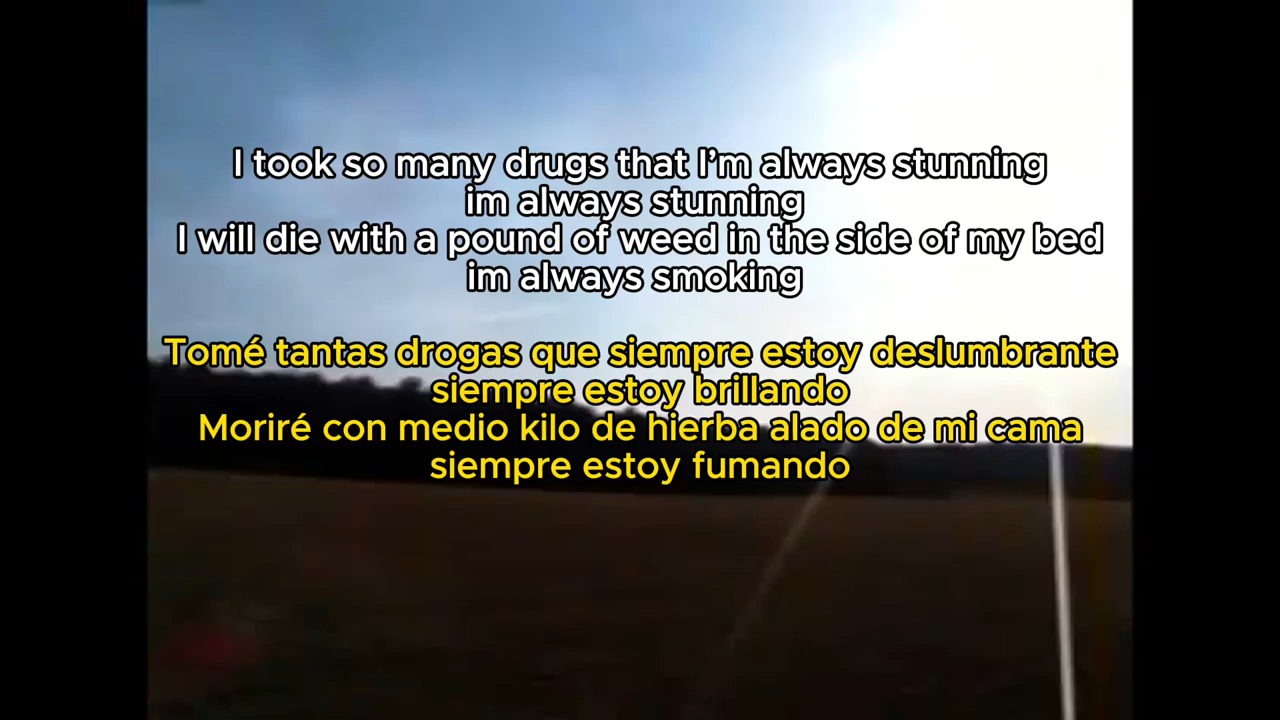 I took so many drugs that I’m always stunning
im always stunning
I will die with a pound of weed in the side of my bed
im always smoking
Tomé tantas drogas que siempre estoy deslumbrante
siempre estoy brillando
Moriré con medio kilo de hierba alado de mi cama
siempre estoy fumando